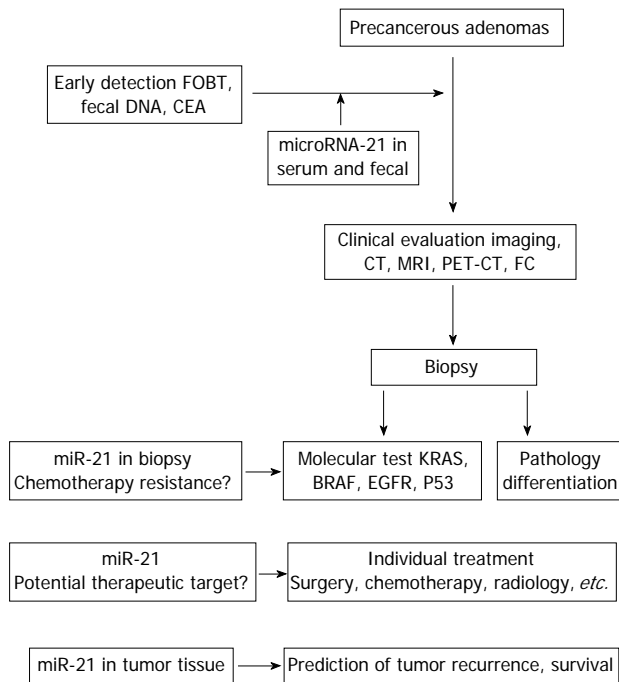 Precancerous adenomas
Early detection FOBT,
fecal DNA, CEA
microRNA-21 in
serum and fecal
Clinical evaluation imaging,
CT, MRI, PET-CT, FC
Biopsy
miR-21 in biopsy
Chemotherapy resistance?
Molecular test KRAS,
BRAF, EGFR, P53
Pathology
differentiation
miR-21
Potential therapeutic target?
Individual treatment
Surgery, chemotherapy, radiology, etc.
miR-21 in tumor tissue
Prediction of tumor recurrence, survival